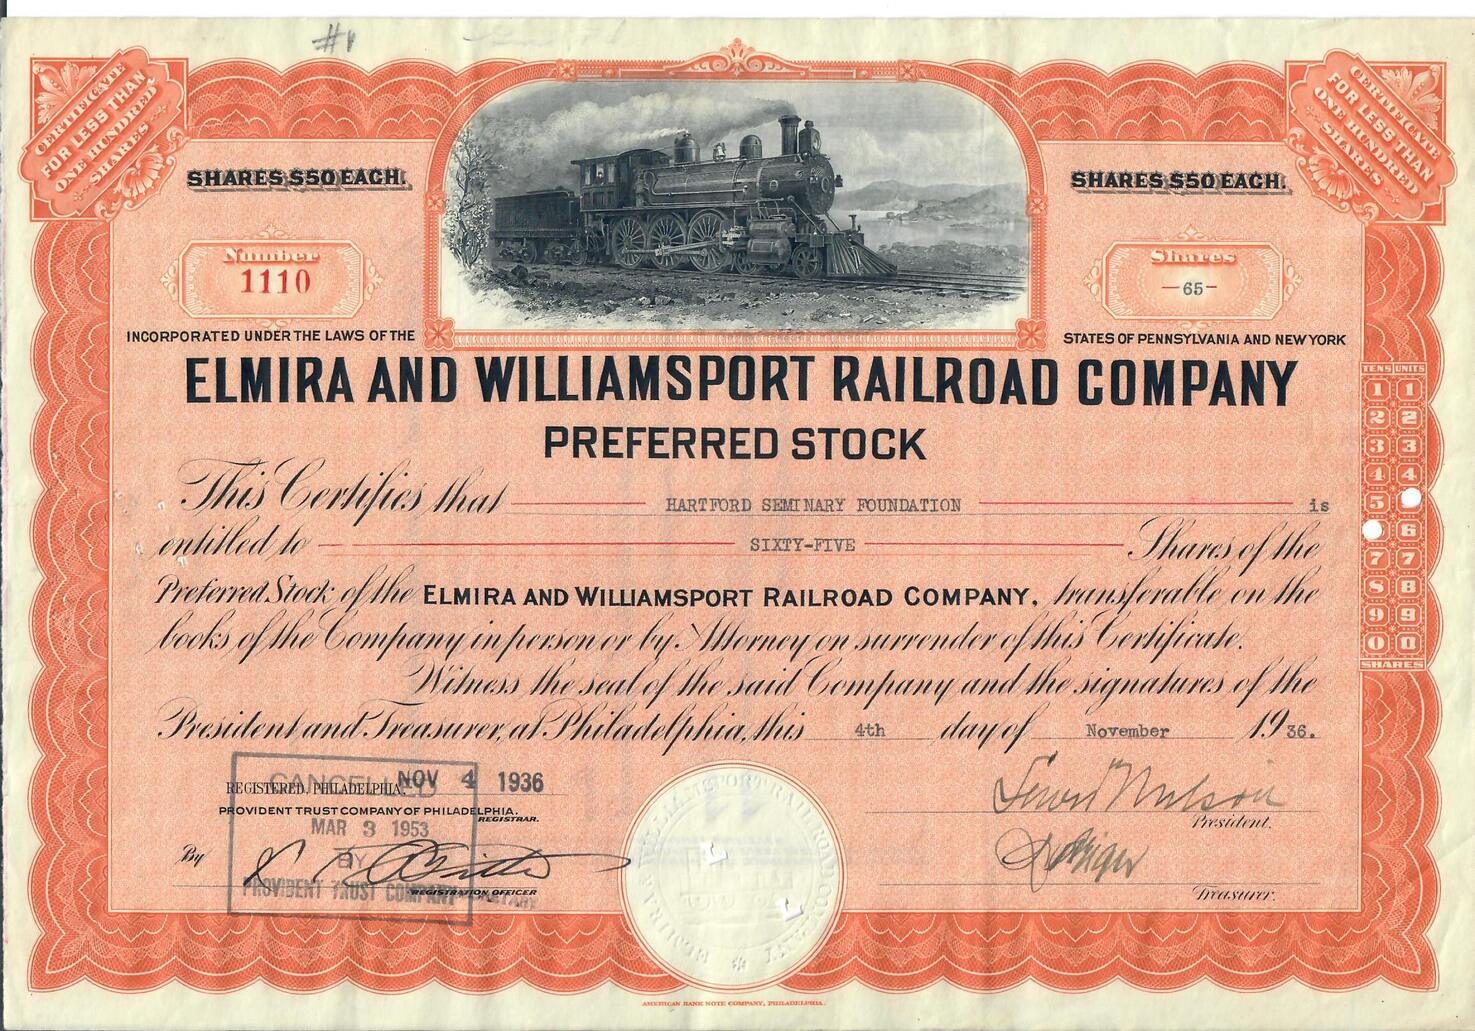 #1
CERTIFICATE
FOR LESS THAN
ONE HUNDRED
SHARES
CERTIFICATE
FOR LESS THAN
ONE HUNDRED
SHARES
SHARES $50 EACH.
SHARES $50 EACH.
Number
1110
Shares
—65—
INCORPORATED UNDER THE LAWS OF THE
STATES OF PENNSYLVANIA AND NEW YORK
ELMIRA AND WILLIAMSPORT RAILROAD COMPANY
PREFERRED STOCK
This Certifies that HARTFORD SEMINARY FOUNDATION is
entitled to SIXTY-FIVE Shares of the
Preferred Stock of the ELMIRA AND WILLIAMSPORT RAILROAD COMPANY, transferable on the
books of the Company in person or by Attorney on surrender of this Certificate.
Witness the seal of the said Company and the signatures of the
President and Treasurer, at Philadelphia, this 4th day of November 1936.
TENS UNITS
1 1
2 2
3 3
4 4
5
6
7 7
8 8
9 9
0 0
SHARES
REGISTERED, PHILADELPHIA. NOV 4 1936
PROVIDENT TRUST COMPANY OF PHILADELPHIA.
REGISTRAR.
By
REGISTRATION OFFICER
CANCELLED
MAR 3 1953
BY
PROVIDENT TRUST COMPANY
President.
Treasurer.
ELMIRA & WILLIAMSPORT RAILROAD COMPANY
AMERICAN BANK NOTE COMPANY, PHILADELPHIA.